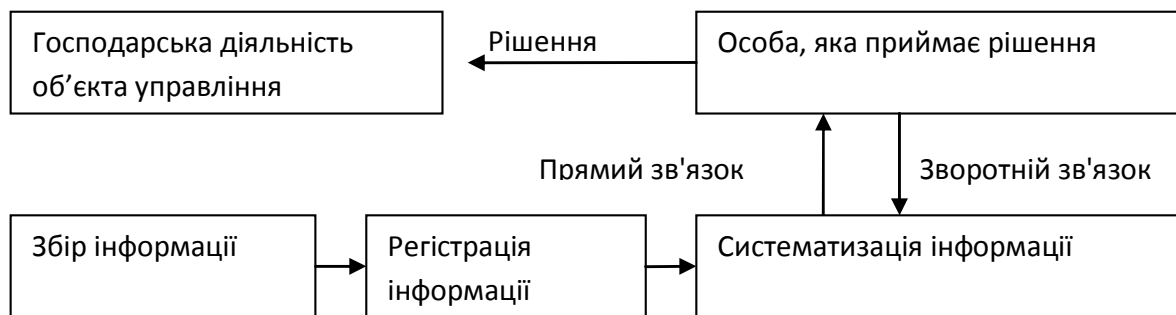 Господарська діяльність
об’єкта управління
Рішення
Особа, яка приймає рішення
Прямий зв'язок
Зворотній зв'язок
Збір інформації
Регістрація
інформації
Систематизація інформації